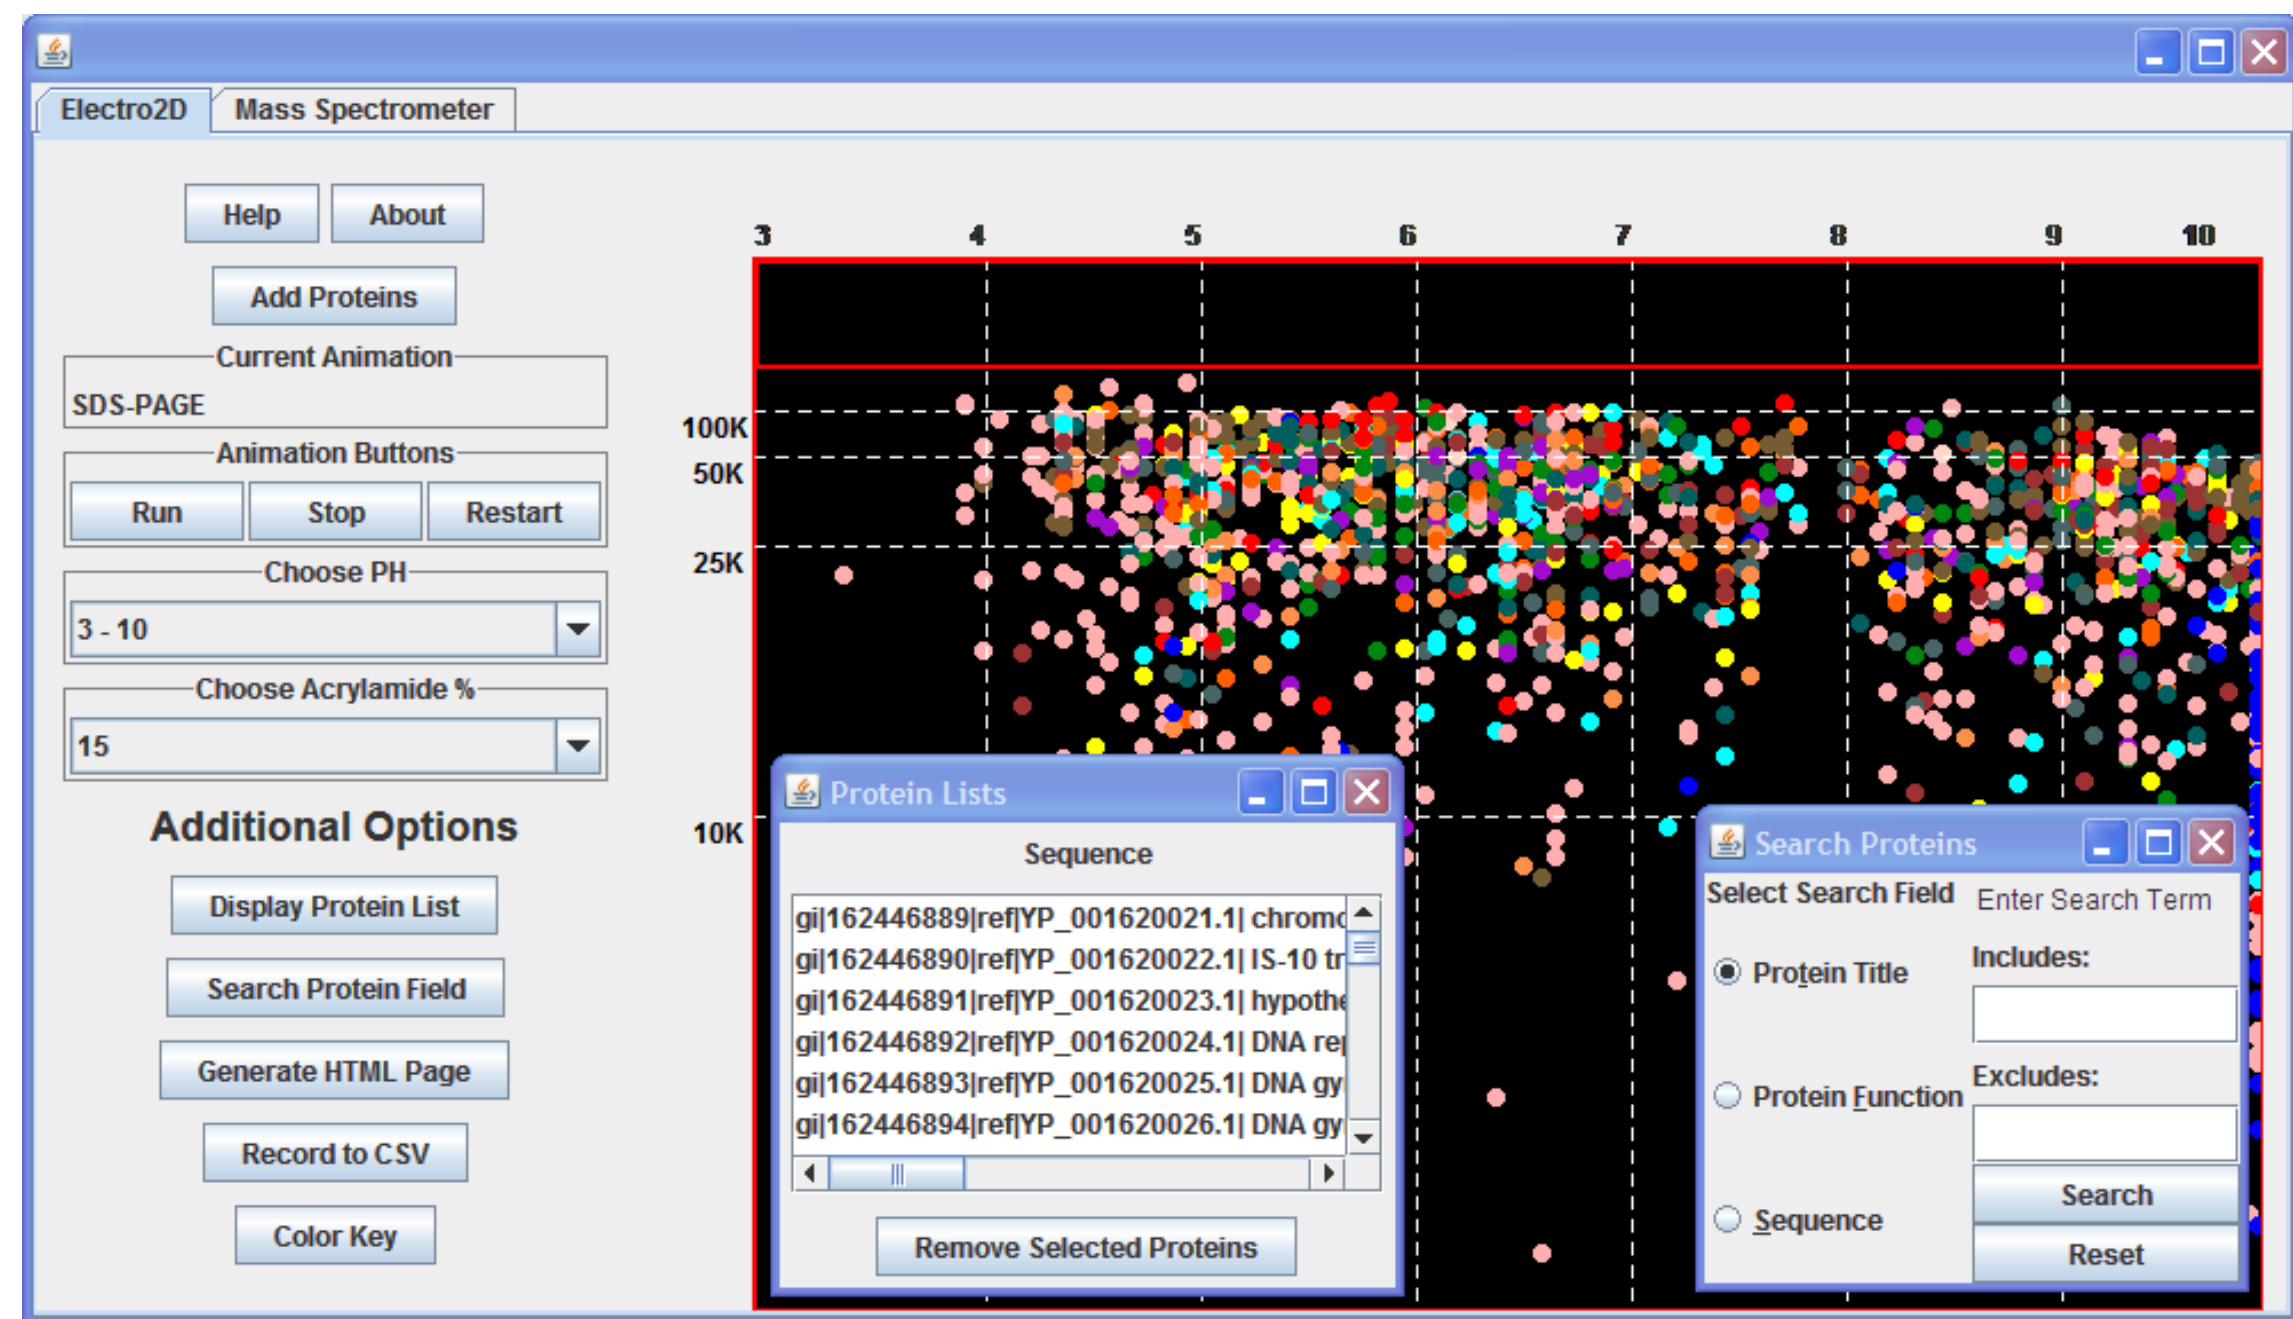 Electro2D Mass Spectrometer
Help About
Add Proteins
Current Animation
SDS-PAGE
Animation Buttons
Run Stop Restart
Choose PH
3 - 10
Choose Acrylamide %
15
Additional Options
Display Protein List
Search Protein Field
Generate HTML Page
Record to CSV
Color Key
3 4 5 6 7 8 9 10
100K
50K
25K
10K
Protein Lists
Sequence
gi|162446889|ref|YP_001620021.1| chromo
gi|162446890|ref|YP_001620022.1| IS-10 tr
gi|162446891|ref|YP_001620023.1| hypothe
gi|162446892|ref|YP_001620024.1| DNA rep
gi|162446893|ref|YP_001620025.1| DNA gy
gi|162446894|ref|YP_001620026.1| DNA gy
Remove Selected Proteins
Search Proteins
Select Search Field Enter Search Term
Includes:
Protein Title
Excludes:
Protein Function
Search
Sequence
Reset